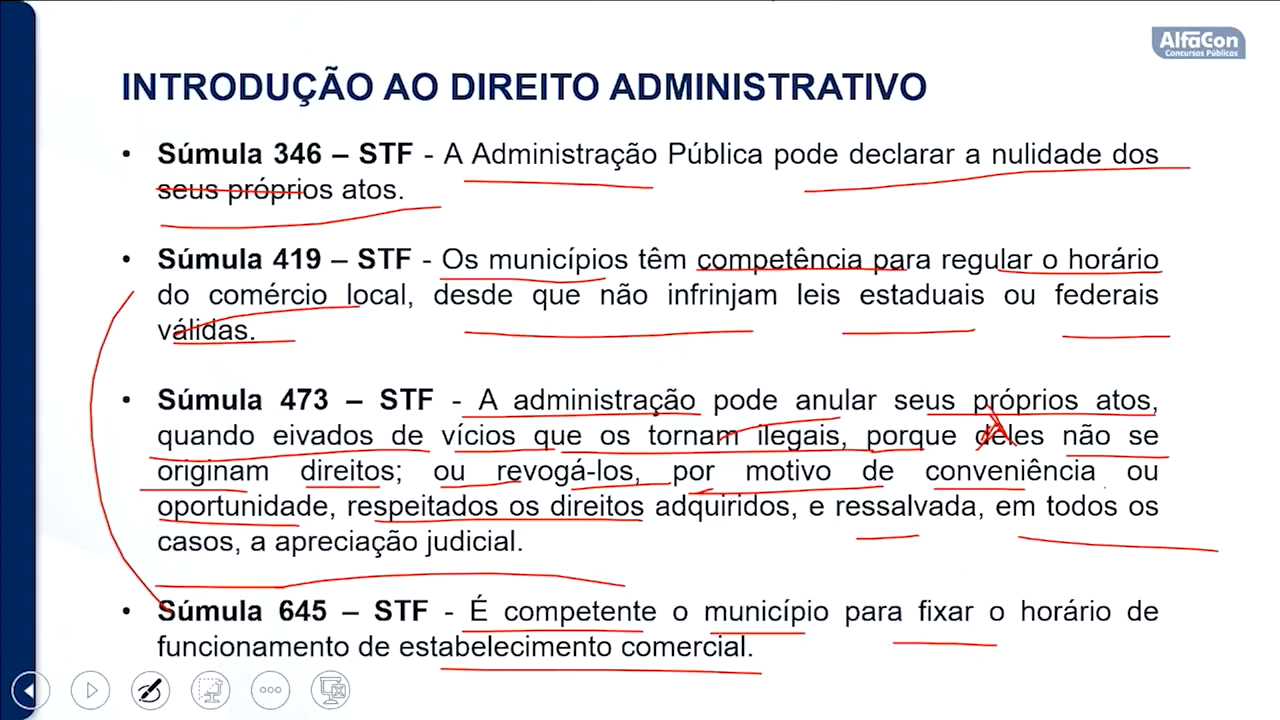 AlfaCon
Concursos Públicos
INTRODUÇÃO AO DIREITO ADMINISTRATIVO
• Súmula 346 – STF - A Administração Pública pode declarar a nulidade dos
seus próprios atos.
• Súmula 419 – STF - Os municípios têm competência para regular o horário
do comércio local, desde que não infrinjam leis estaduais ou federais
válidas.
• Súmula 473 – STF - A administração pode anular seus próprios atos,
quando eivados de vícios que os tornam ilegais, porque deles não se
originam direitos; ou revogá-los, por motivo de conveniência ou
oportunidade, respeitados os direitos adquiridos, e ressalvada, em todos os
casos, a apreciação judicial.
• Súmula 645 – STF - É competente o município para fixar o horário de
funcionamento de estabelecimento comercial.